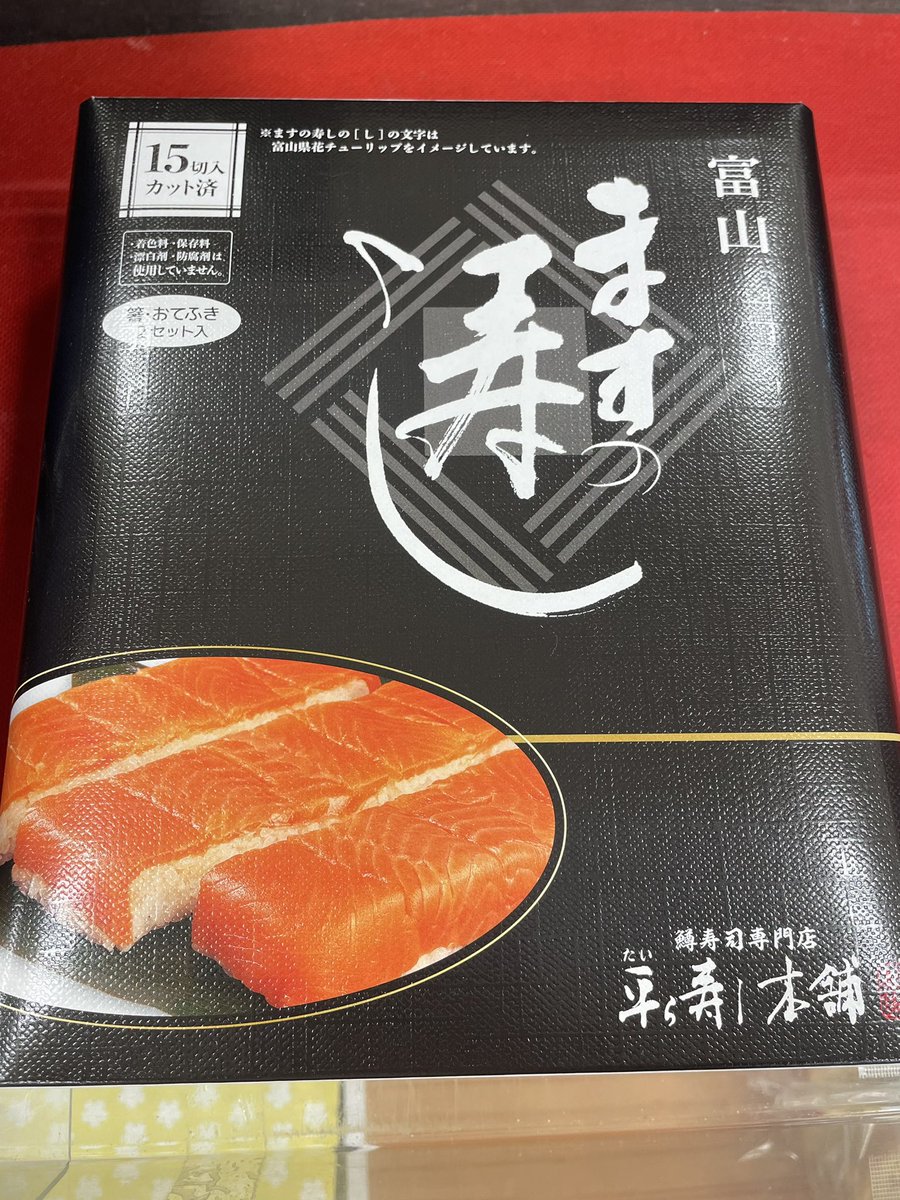 15切入
カット済
※ますの寿しの[し]の文字は
富山県花チューリップをイメージしています。
・着色料・保存料
・漂白剤・防腐剤は
使用していません。
箸・おてふき
2セット入
富山
ますの
寿
し
鱒寿司専門店
たい
平ら寿し本舗